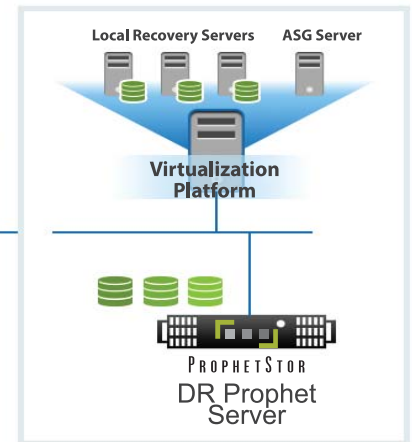 Local Recovery Servers ASG Server
Virtualization
Platform
PROPHETSTOR
DR Prophet
Server